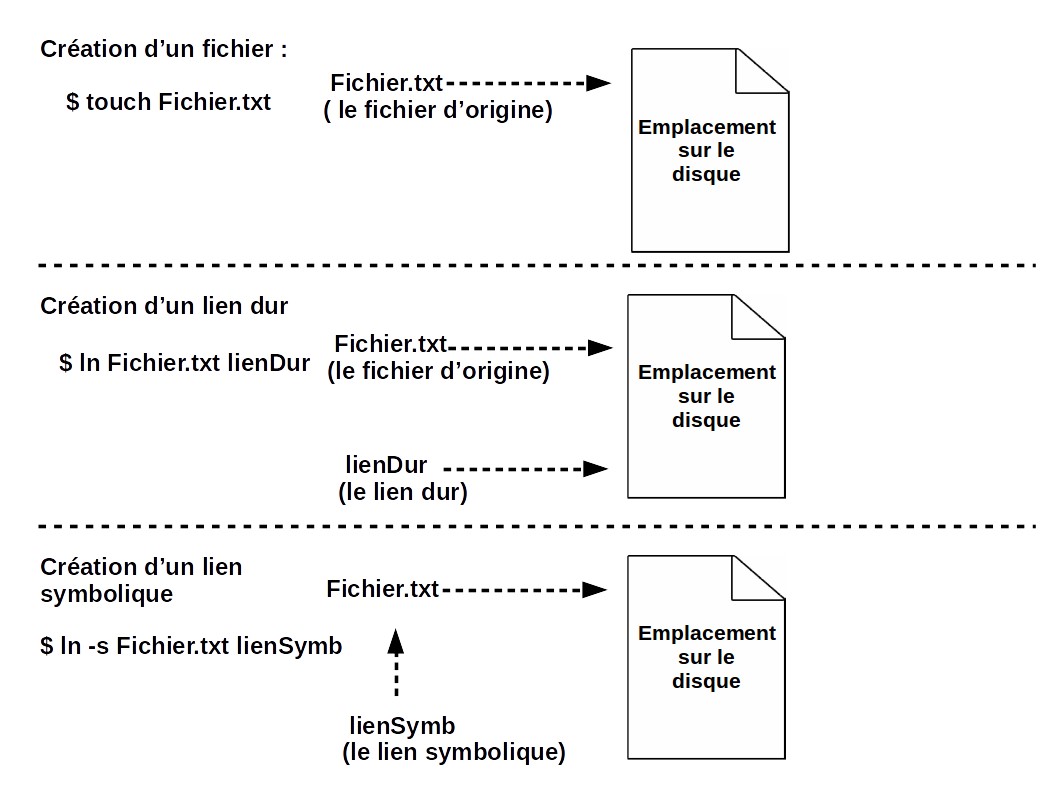 Création d’un fichier :
$ touch Fichier.txt
Fichier.txt
( le fichier d’origine)
Emplacement
sur le
disque
Création d’un lien dur
$ ln Fichier.txt lienDur
Fichier.txt
(le fichier d’origine)
Emplacement
sur le
disque
lienDur
(le lien dur)
Création d’un lien
symbolique
$ ln -s Fichier.txt lienSymb
Fichier.txt
Emplacement
sur le
disque
lienSymb
(le lien symbolique)